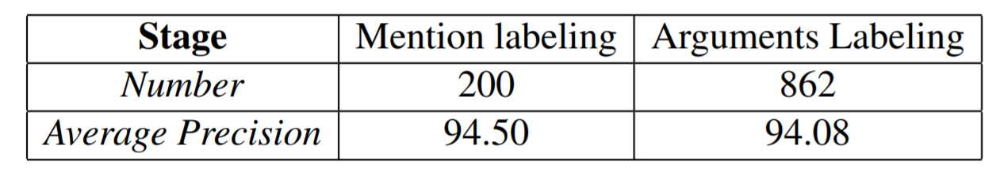 Stage Mention labeling Arguments Labeling
Number 200 862
Average Precision 94.50 94.08